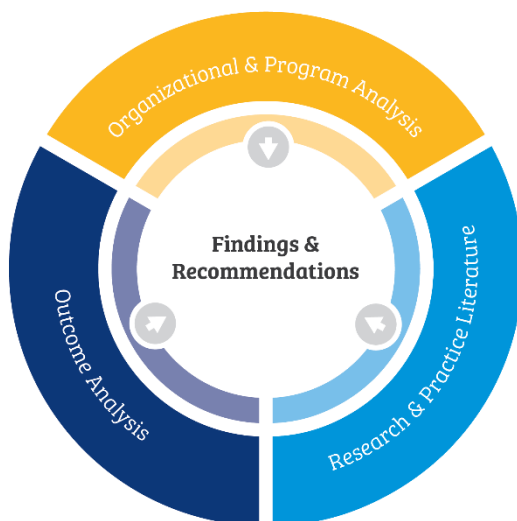 Organizational & Program Analysis
Findings &
Recommendations
Outcome Analysis
Research & Practice Literature